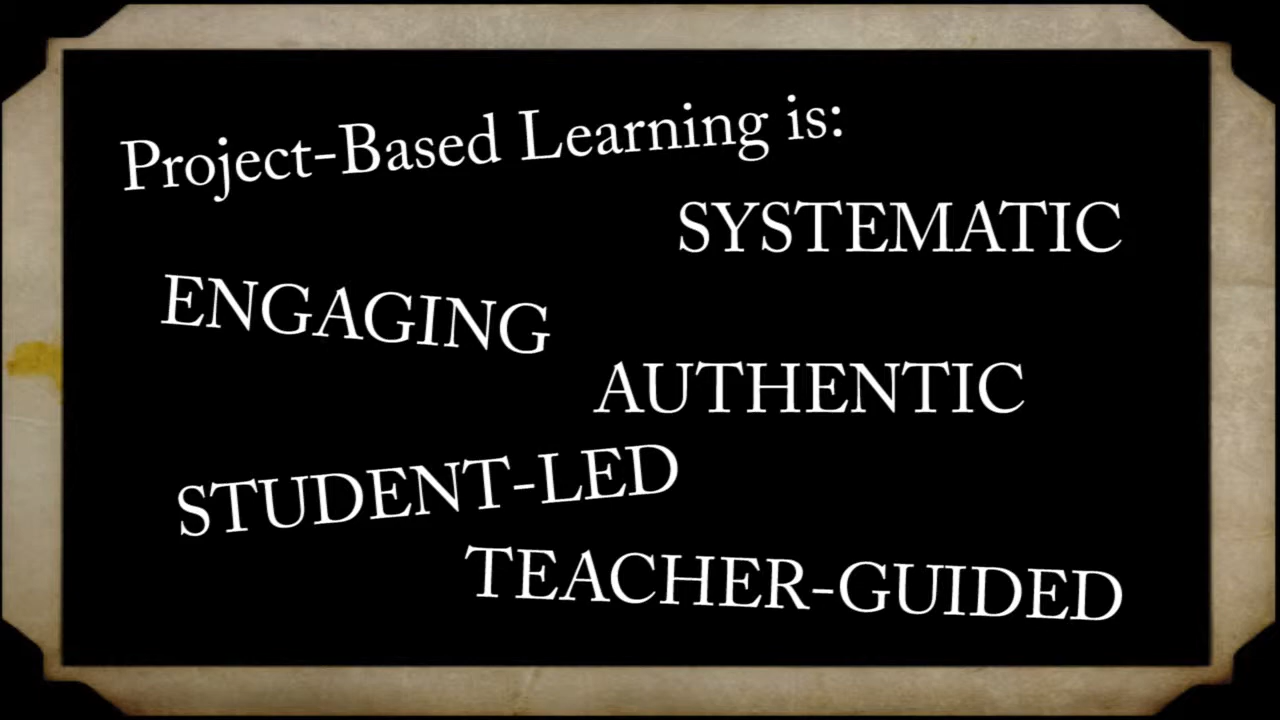 Project-Based Learning is:
SYSTEMATIC
ENGAGING
AUTHENTIC
STUDENT-LED
TEACHER-GUIDED